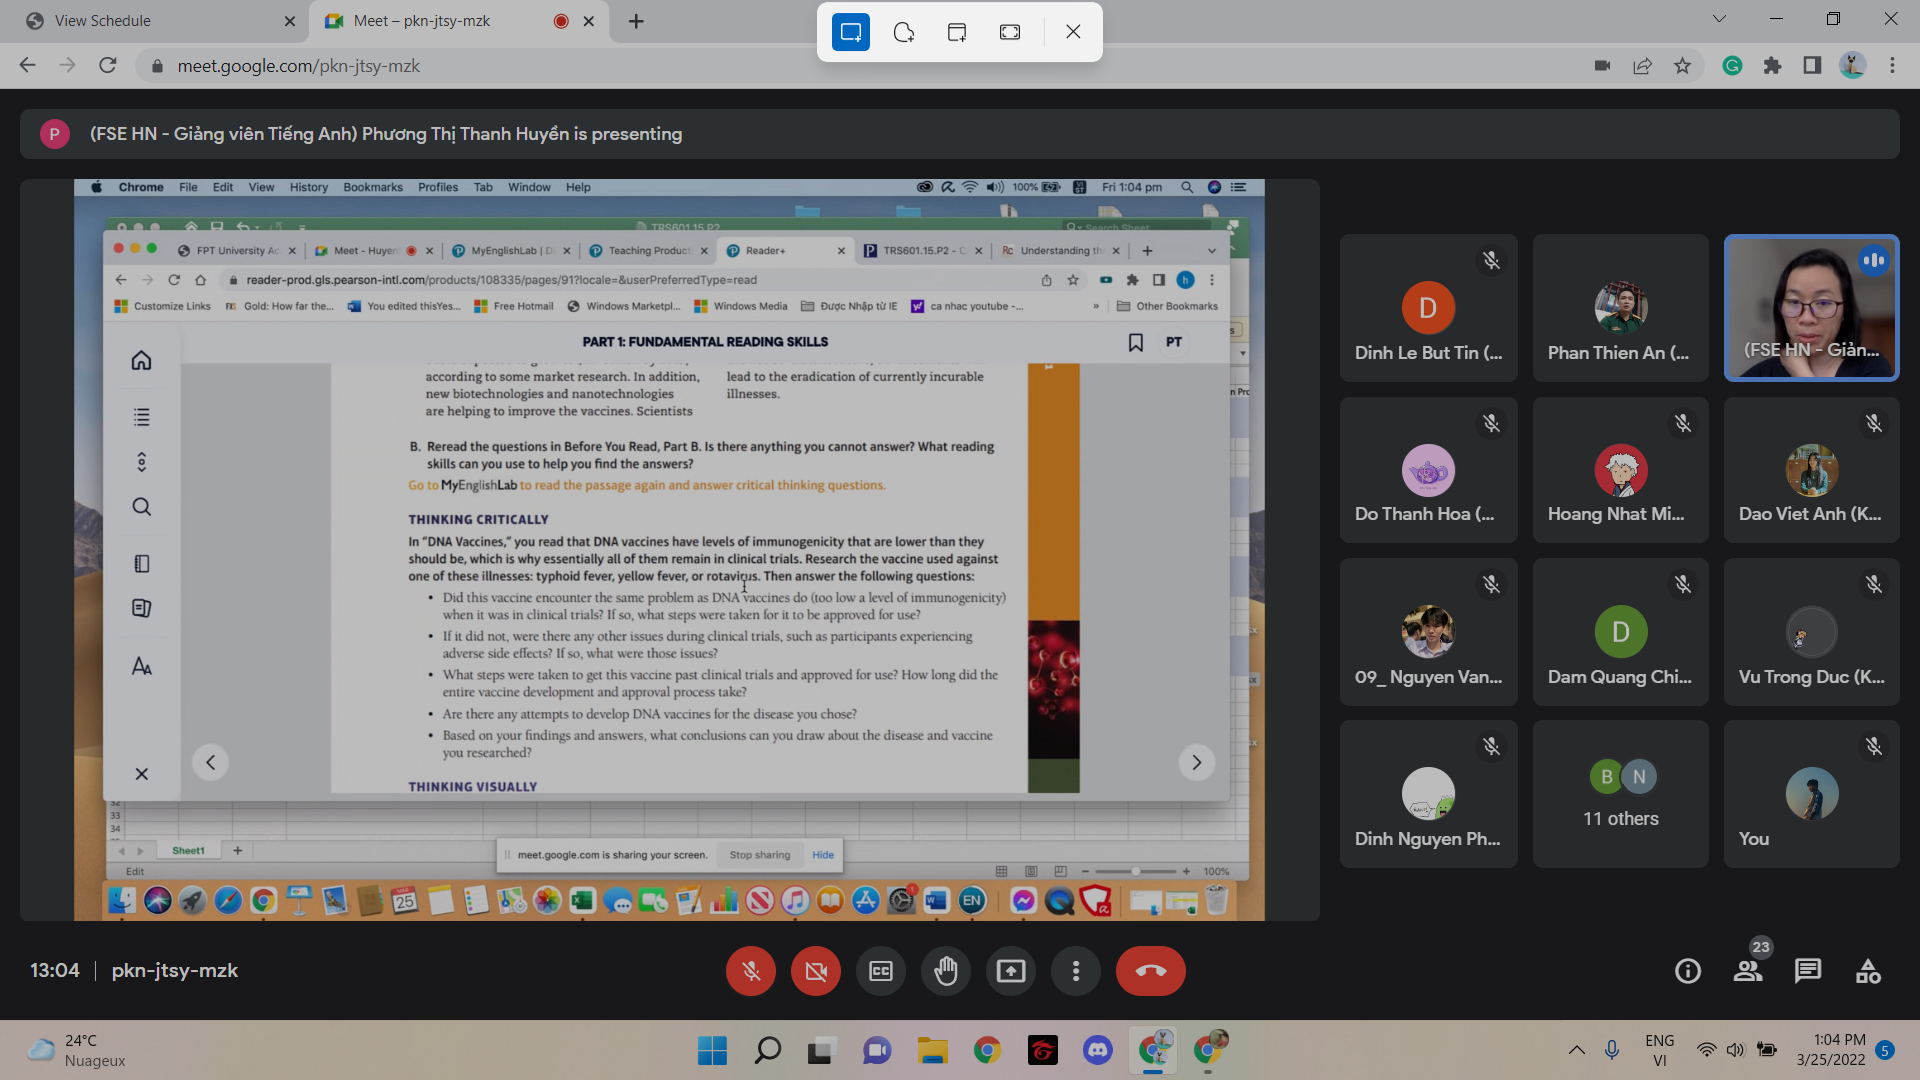 View Schedule
Meet – pkn-jtsy-mzk
meet.google.com/pkn-jtsy-mzk
P
(FSE HN - Giảng viên Tiếng Anh) Phương Thị Thanh Huyền is presenting
Chrome File Edit View History Bookmarks Profiles Tab Window Help
100% Fri 1:04 pm
TRS601.15.P2
Search Sheet
FPT University Ac
Meet - Huyen
MyEnglishLab | D
Teaching Product
Reader+
TRS601.15.P2 - C
Understanding th
reader-prod.gls.pearson-intl.com/products/108335/pages/91?locale=&userPreferredType=read
h
Customize Links
Gold: How far the...
You edited thisYes...
Free Hotmail
Windows Marketpl...
Windows Media
Được Nhập từ IE
ca nhac youtube -...
»
Other Bookmarks
PART 1: FUNDAMENTAL READING SKILLS
PT
according to some market research. In addition,
new biotechnologies and nanotechnologies
are helping to improve the vaccines. Scientists
lead to the eradication of currently incurable
illnesses.
B. Reread the questions in Before You Read, Part B. Is there anything you cannot answer? What reading
skills can you use to help you find the answers?
Go to MyEnglishLab to read the passage again and answer critical thinking questions.
THINKING CRITICALLY
In “DNA Vaccines,” you read that DNA vaccines have levels of immunogenicity that are lower than they
should be, which is why essentially all of them remain in clinical trials. Research the vaccine used against
one of these illnesses: typhoid fever, yellow fever, or rotavirus. Then answer the following questions:
• Did this vaccine encounter the same problem as DNA vaccines do (too low a level of immunogenicity)
when it was in clinical trials? If so, what steps were taken for it to be approved for use?
• If it did not, were there any other issues during clinical trials, such as participants experiencing
adverse side effects? If so, what were those issues?
• What steps were taken to get this vaccine past clinical trials and approved for use? How long did the
entire vaccine development and approval process take?
• Are there any attempts to develop DNA vaccines for the disease you chose?
• Based on your findings and answers, what conclusions can you draw about the disease and vaccine
you researched?
THINKING VISUALLY
33
34
Sheet1
Edit
meet.google.com is sharing your screen.
Stop sharing
Hide
100%
MAR
25
EN
1
D
Dinh Le But Tin (...
Phan Thien An (...
(FSE HN - Giản...
Do Thanh Hoa (...
Hoang Nhat Mi...
Dao Viet Anh (K...
09_ Nguyen Van...
D
Dam Quang Chi...
Vu Trong Duc (K...
Dinh Nguyen Ph...
B N
11 others
You
13:04 | pkn-jtsy-mzk
CC
23
24°C
Nuageux
ENG
VI
1:04 PM
3/25/2022
5